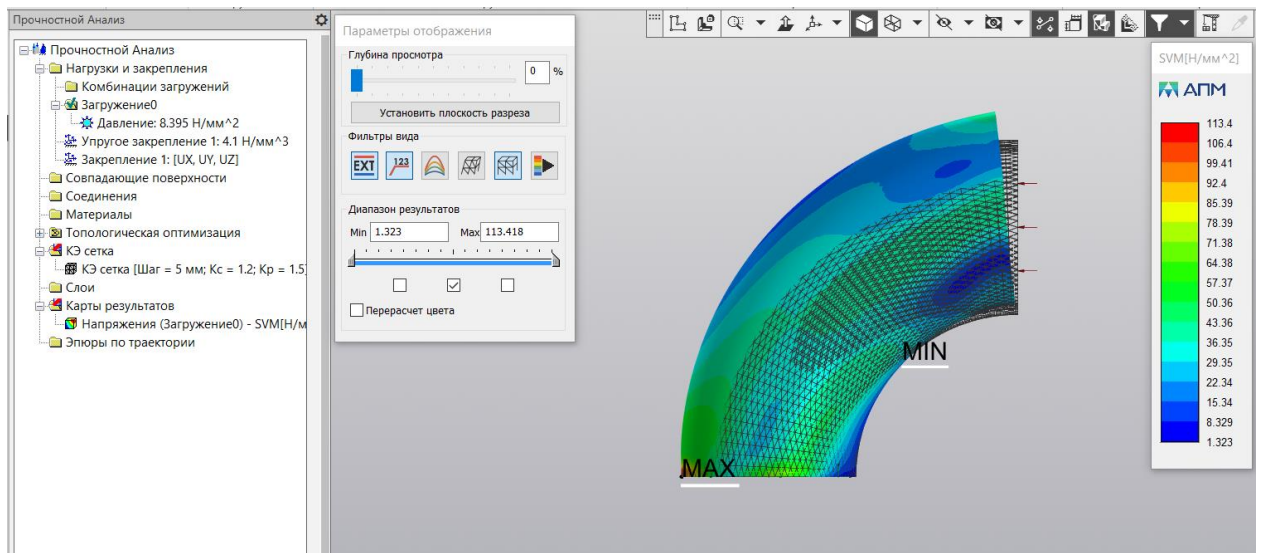 Прочностной Анализ
Прочностной Анализ
Нагрузки и закрепления
Комбинации загружений
Загружение0
Давление: 8.395 Н/мм^2
Упругое закрепление 1: 4.1 Н/мм^3
Закрепление 1: [UX, UY, UZ]
Совпадающие поверхности
Соединения
Материалы
Топологическая оптимизация
КЭ сетка
КЭ сетка [Шаг = 5 мм; Кс = 1.2; Кр = 1.5]
Слои
Карты результатов
Напряжения (Загружение0) - SVM[Н/м
Эпюры по траектории
Параметры отображения
Глубина просмотра
0 %
Установить плоскость разреза
Фильтры вида
EXT
123
Диапазон результатов
Min 1.323 Max 113.418
Перерасчет цвета
MIN
MAX
SVM[Н/мм^2]
АПМ
113.4
106.4
99.41
92.4
85.39
78.39
71.38
64.38
57.37
50.36
43.36
36.35
29.35
22.34
15.34
8.329
1.323